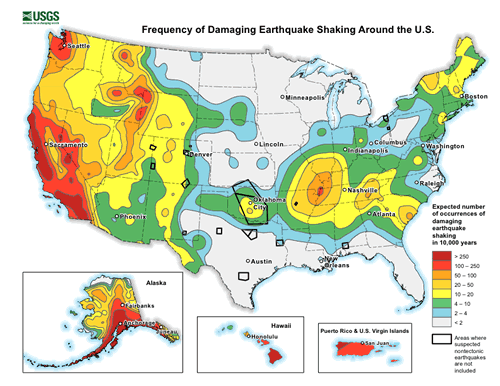 USGS
science for a changing world
Frequency of Damaging Earthquake Shaking Around the U.S.
Seattle
Boston
Minneapolis
Sacramento
Denver
Lincoln
Columbus
Indianapolis
Washington
Nashville
Raleigh
Oklahoma
City
Phoenix
Atlanta
Austin
New
Orleans
Expected number
of occurrences of
damaging
earthquake
shaking
in 10,000 years
> 250
100 – 250
50 – 100
20 – 50
10 – 20
4 – 10
2 – 4
< 2
Areas where
suspected
nontectonic
earthquakes
are not
included
Alaska
Fairbanks
Anchorage
Juneau
Hawaii
Honolulu
Puerto Rico & U.S. Virgin Islands
San Juan